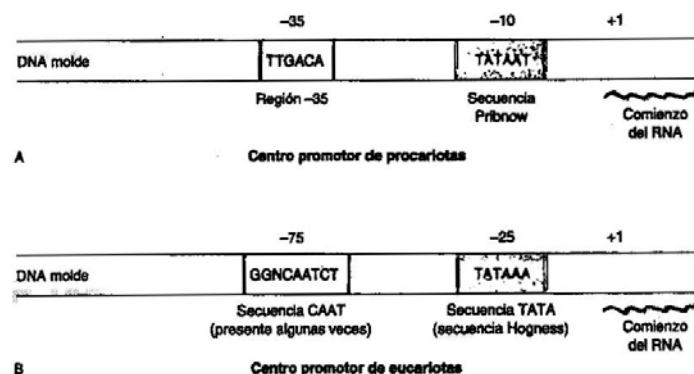 −35 −10 +1
DNA molde TTGACA TATAAT
Región −35 Secuencia Pribnow Comienzo del RNA
A Centro promotor de procariotas
−75 −25 +1
DNA molde GGNCAATCT TATAAA
Secuencia CAAT Secuencia TATA
(presente algunas veces) (secuencia Hogness) Comienzo del RNA
B Centro promotor de eucariotas